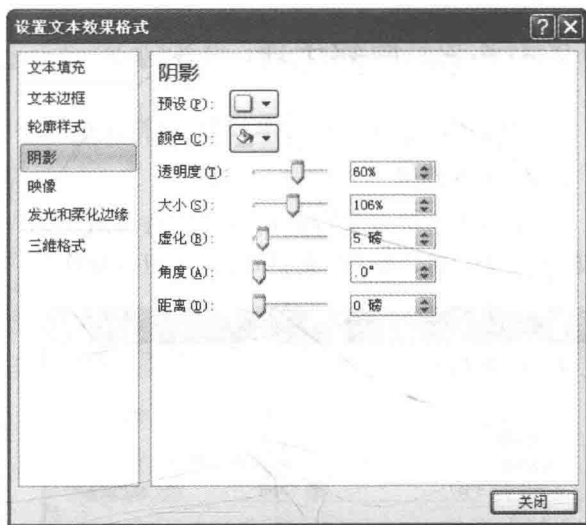 设置文本效果格式
文本填充
文本边框
轮廓样式
阴影
映像
发光和柔化边缘
三维格式
阴影
预设(P):
颜色(C):
透明度(T): 60%
大小(S): 106%
虚化(B): 5 磅
角度(A): .0°
距离(D): 0 磅
关闭